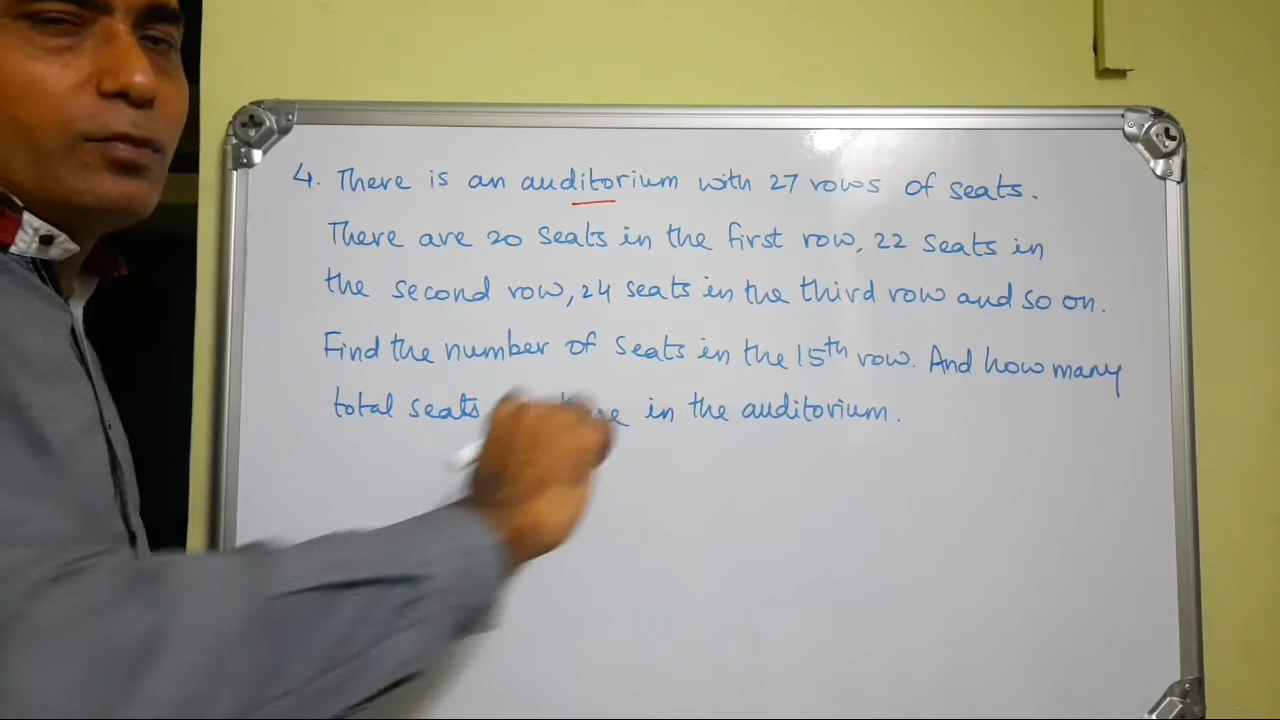 4. There is an auditorium with 27 rows of seats.
There are 20 seats in the first row, 22 seats in
the second row, 24 seats in the third row and so on.
Find the number of seats in the 15th row. And how many
total seats in the auditorium.